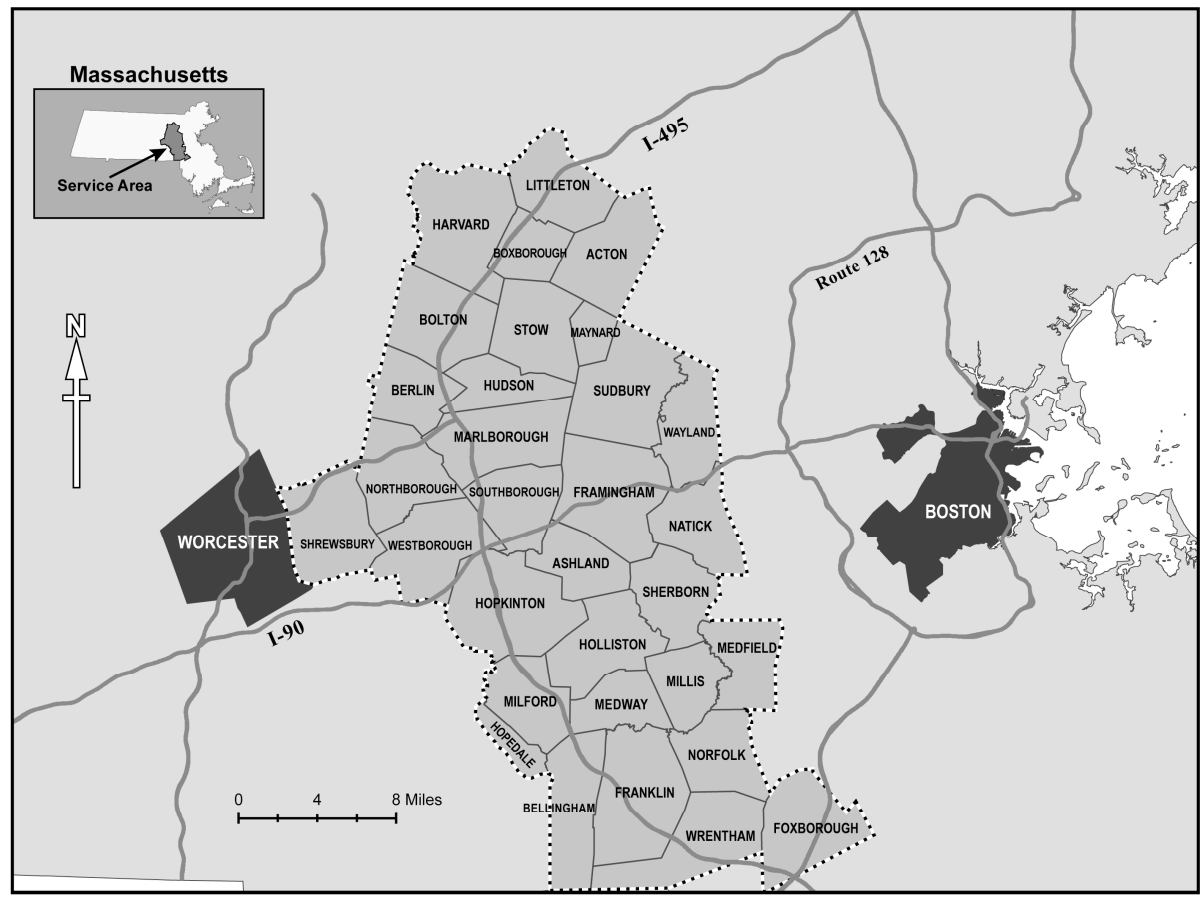 Massachusetts
Service Area
I-495
LITTLETON
HARVARD
BOXBOROUGH
ACTON
Route 128
BOLTON
STOW
MAYNARD
N
BERLIN
HUDSON
SUDBURY
WAYLAND
MARLBOROUGH
NORTHBOROUGH
SOUTHBOROUGH
FRAMINGHAM
BOSTON
NATICK
WORCESTER
SHREWSBURY
WESTBOROUGH
ASHLAND
SHERBORN
HOPKINTON
I-90
HOLLISTON
MEDFIELD
MILLIS
MILFORD
MEDWAY
HOPEDALE
NORFOLK
FRANKLIN
0 4 8 Miles
BELLINGHAM
WRENTHAM
FOXBOROUGH